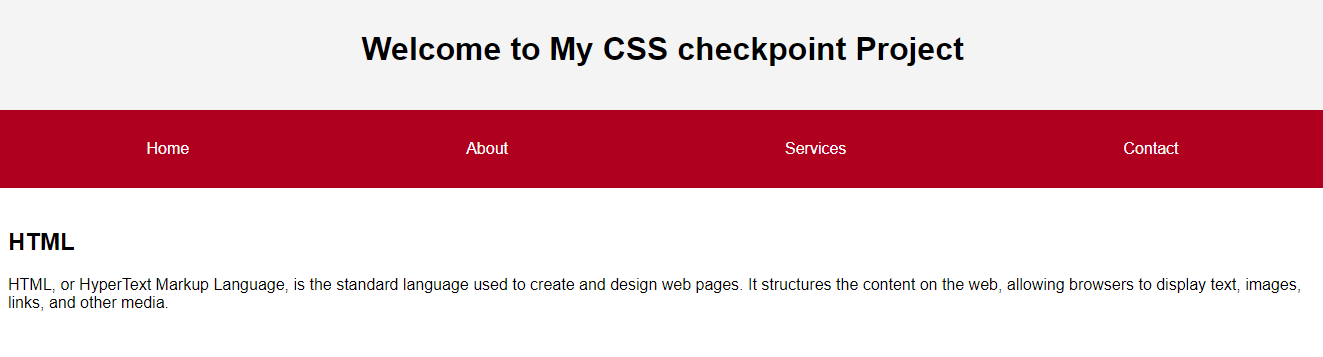 Welcome to My CSS checkpoint Project
Home About Services Contact
HTML
HTML, or HyperText Markup Language, is the standard language used to create and design web pages. It structures the content on the web, allowing browsers to display text, images,
links, and other media.